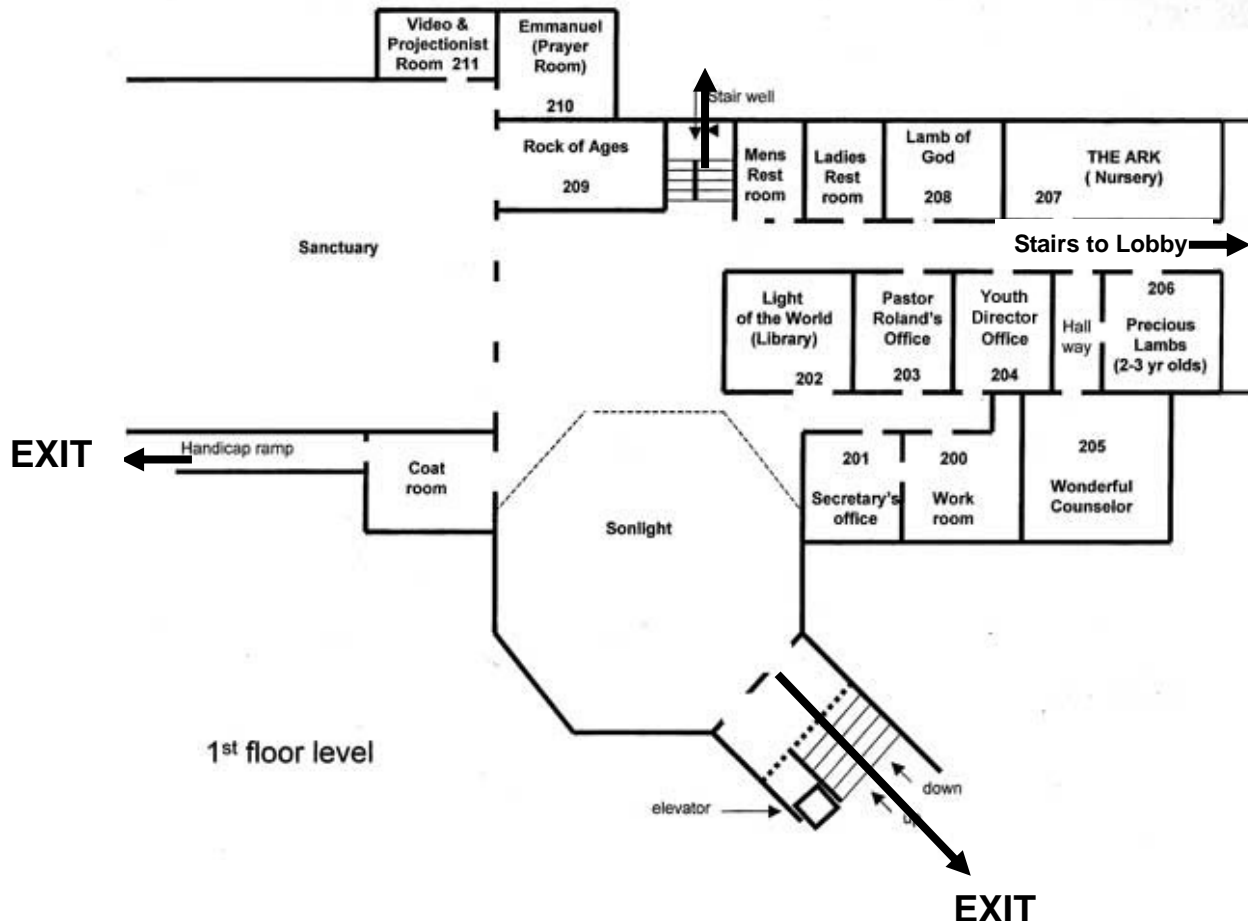 Video &
Projectionist
Room 211
Emmanuel
(Prayer
Room)
210
Stair well
Rock of Ages
209
Mens
Rest
room
Ladies
Rest
room
Lamb of
God
208
THE ARK
( Nursery)
207
Sanctuary
Stairs to Lobby
Light
of the World
(Library)
202
Pastor
Roland's
Office
203
Youth
Director
Office
204
Hall
way
206
Precious
Lambs
(2-3 yr olds)
EXIT
Handicap ramp
Coat
room
201
Secretary's
office
200
Work
room
205
Wonderful
Counselor
Sonlight
1st floor level
elevator
down
up
EXIT